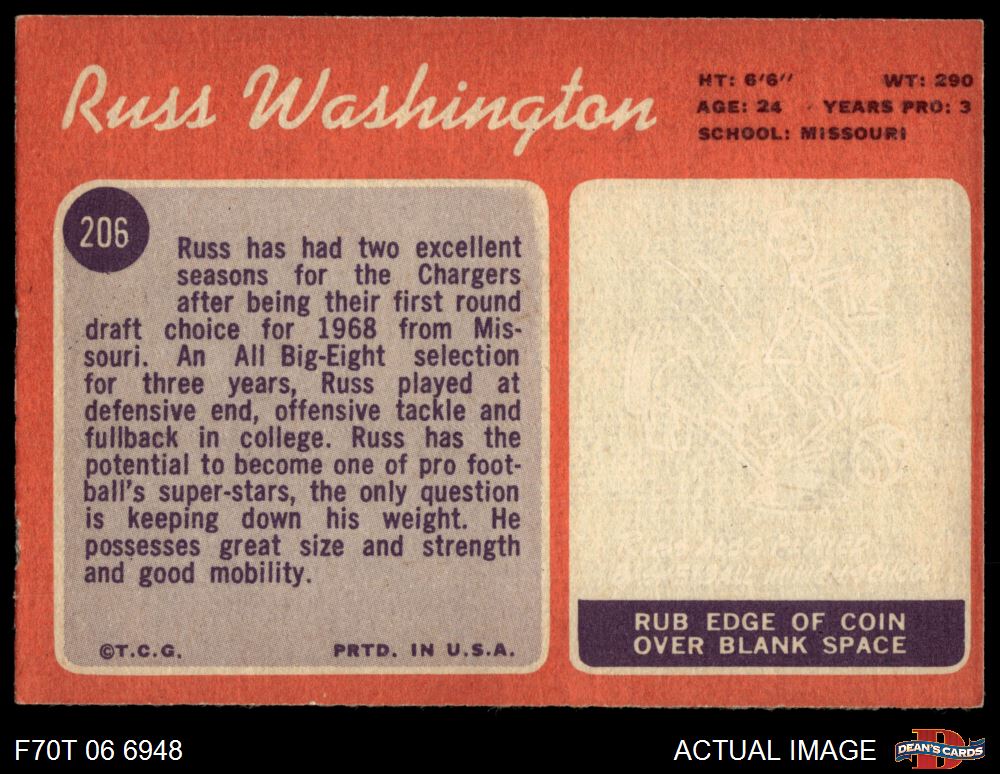 Russ Washington
HT: 6'6'' WT: 290
AGE: 24 YEARS PRO: 3
SCHOOL: MISSOURI
206
Russ has had two excellent
seasons for the Chargers
after being their first round
draft choice for 1968 from Mis-
souri. An All Big-Eight selection
for three years, Russ played at
defensive end, offensive tackle and
fullback in college. Russ has the
potential to become one of pro foot-
ball's super-stars, the only question
is keeping down his weight. He
possesses great size and strength
and good mobility.
©T.C.G. PRTD. IN U.S.A.
RUB EDGE OF COIN
OVER BLANK SPACE
F70T 06 6948
ACTUAL IMAGE
DEAN'S CARDS